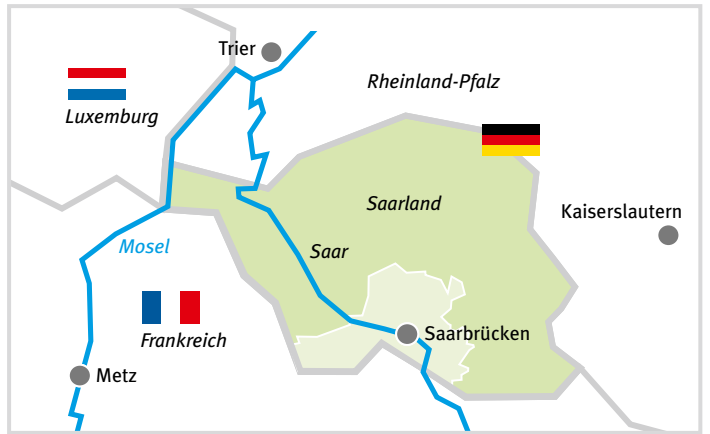 Trier
Rheinland-Pfalz
Luxemburg
Saarland
Kaiserslautern
Mosel
Saar
Saarbrücken
Frankreich
Metz